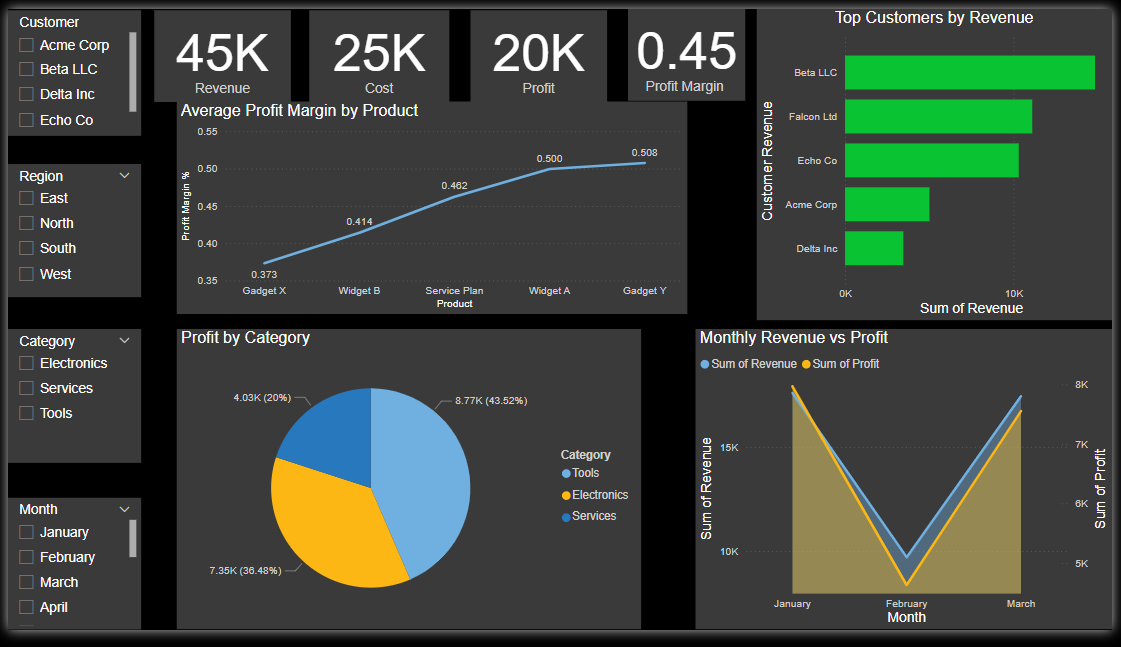 Customer
Acme Corp
Beta LLC
Delta Inc
Echo Co
Region
East
North
South
West
Category
Electronics
Services
Tools
Month
January
February
March
April
45K
Revenue
25K
Cost
20K
Profit
0.45
Profit Margin
Average Profit Margin by Product
Profit Margin %
0.55
0.50
0.45
0.40
0.35
0.373
0.414
0.462
0.500
0.508
Gadget X
Widget B
Service Plan
Widget A
Gadget Y
Product
Top Customers by Revenue
Customer Revenue
Beta LLC
Falcon Ltd
Echo Co
Acme Corp
Delta Inc
0K
10K
Sum of Revenue
Profit by Category
4.03K (20%)
8.77K (43.52%)
7.35K (36.48%)
Category
Tools
Electronics
Services
Monthly Revenue vs Profit
Sum of Revenue
Sum of Profit
Sum of Revenue
15K
10K
8K
7K
6K
5K
Sum of Profit
January
February
March
Month